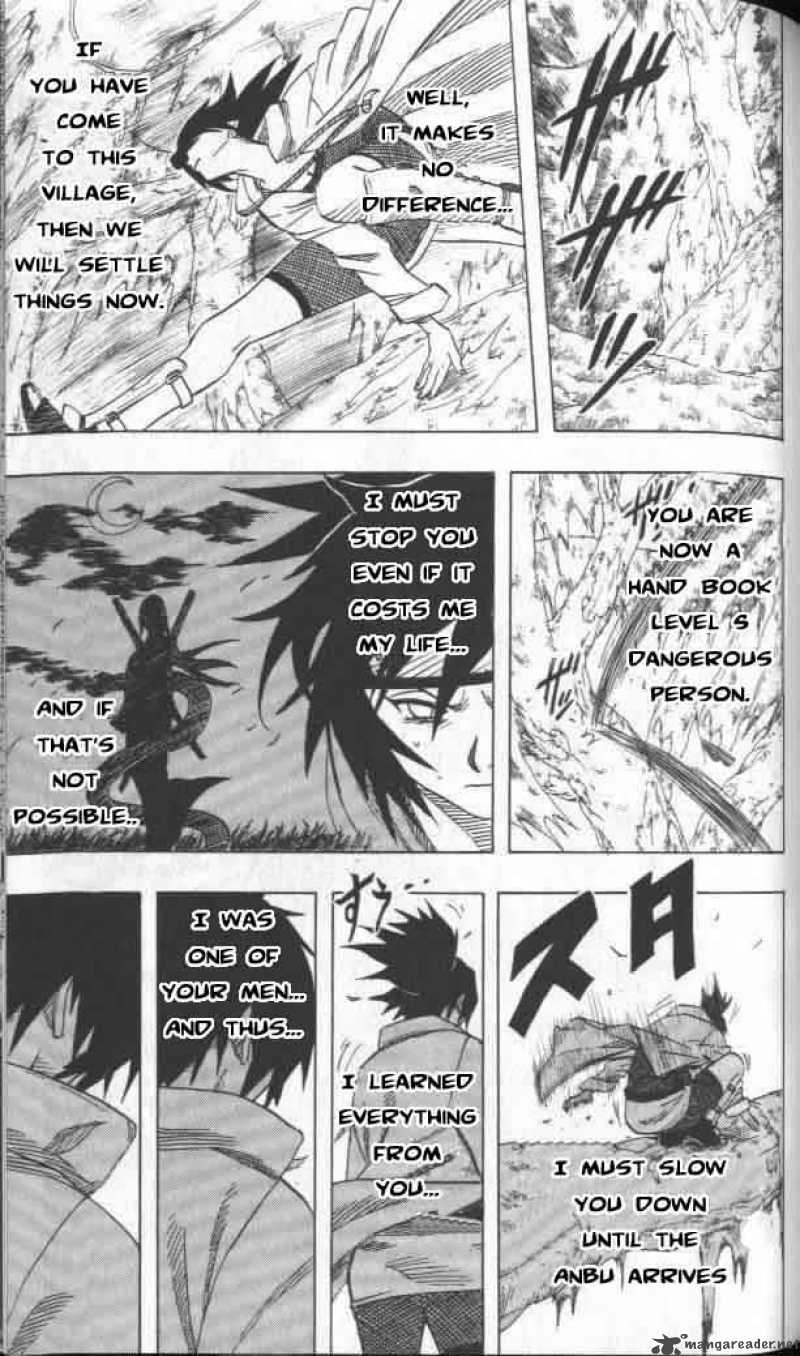 WELL,
IT MAKES
NO
DIFFERENCE...
IF
YOU HAVE
COME
TO THIS
VILLAGE,
THEN WE
WILL SETTLE
THINGS NOW.
YOU ARE
NOW A
HAND BOOK
LEVEL S
DANGEROUS
PERSON.
I MUST
STOP YOU
EVEN IF IT
COSTS ME
MY LIFE...
AND IF
THAT'S
NOT
POSSIBLE..
スタ
I MUST SLOW
YOU DOWN
UNTIL THE
ANBU ARRIVES
I LEARNED
EVERYTHING
FROM
YOU...
I WAS
ONE OF
YOUR MEN...
AND THUS...
mangareader.net